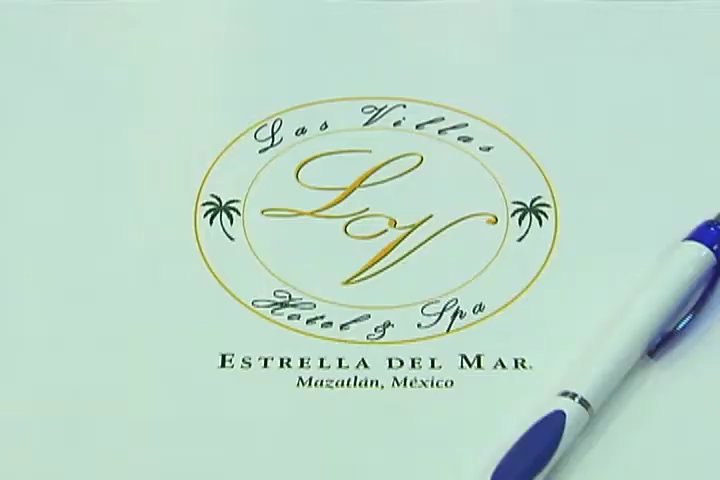 Las Villas
LV
Hotel & Spa
ESTRELLA DEL MAR.
Mazatlán, México